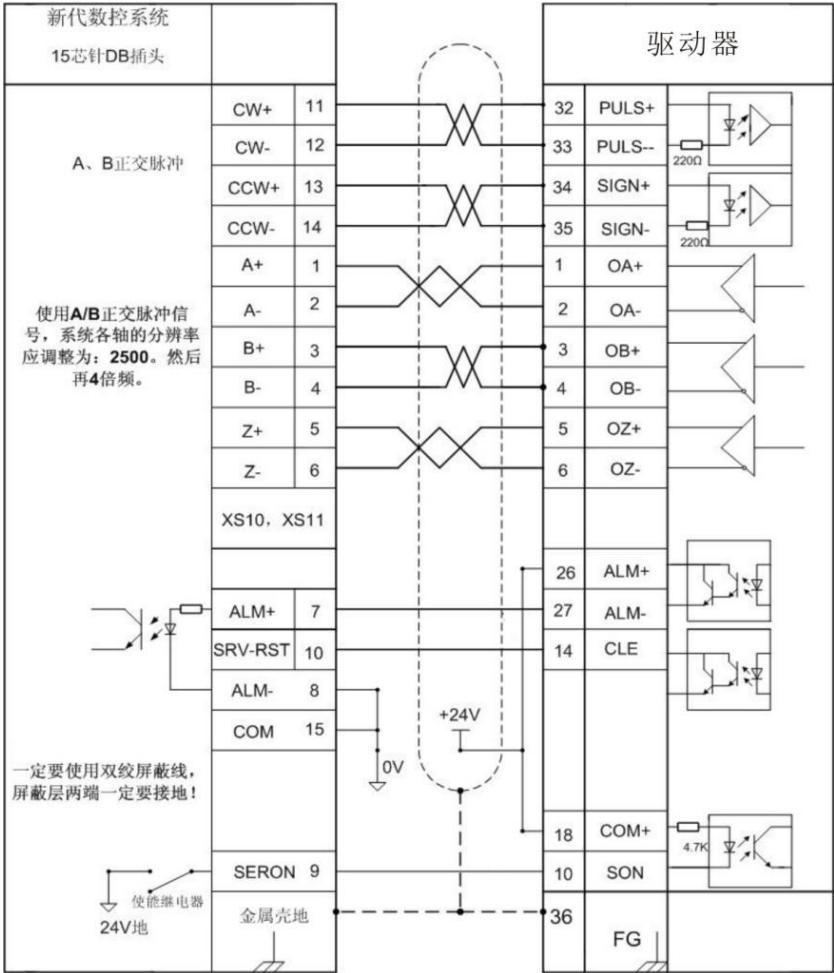 新代数控系统
15芯针DB插头
驱动器
CW+ 11
32 PULS+
A、B正交脉冲
CW- 12
33 PULS--
220Ω
CCW+ 13
34 SIGN+
CCW- 14
35 SIGN-
220Ω
A+ 1
1 OA+
使用A/B正交脉冲信
号，系统各轴的分辨率
应调整为：2500。然后
再4倍频。
A- 2
2 OA-
B+ 3
3 OB+
B- 4
4 OB-
Z+ 5
5 OZ+
Z- 6
6 OZ-
XS10，XS11
26 ALM+
ALM+ 7
27 ALM-
SRV-RST 10
14 CLE
ALM- 8
COM 15
+24V
0V
一定要使用双绞屏蔽线，
屏蔽层两端一定要接地！
18 COM+
4.7K
SERON 9
10 SON
使能继电器
24V地
金属壳地
36
FG